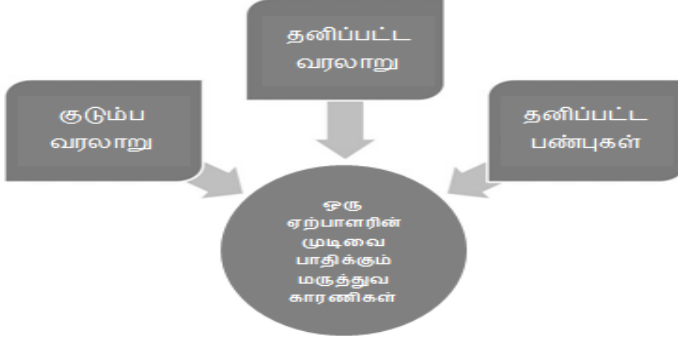 தனிப்பட்ட
வரலாறு
குடும்ப
வரலாறு
தனிப்பட்ட
பண்புகள்
ஒரு
ஏற்பாளரின்
முடிவை
பாதிக்கும்
மருத்துவ
காரணிகள்